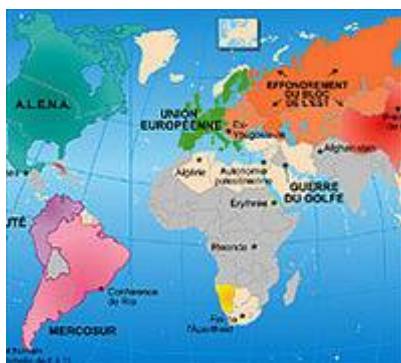 A.L.E.N.A.
EFFONDREMENT
DU BLOC
DE L'EST
UNION
EUROPÉENNE
Ex-
Yougoslavie
Afghanistan
Algérie
Autonomie
palestinienne
GUERRE
DU GOLFE
Erythrée
UTÉ
Rwanda
Conférence
de Rio
MERCOSUR
Fin de
l'Apartheid